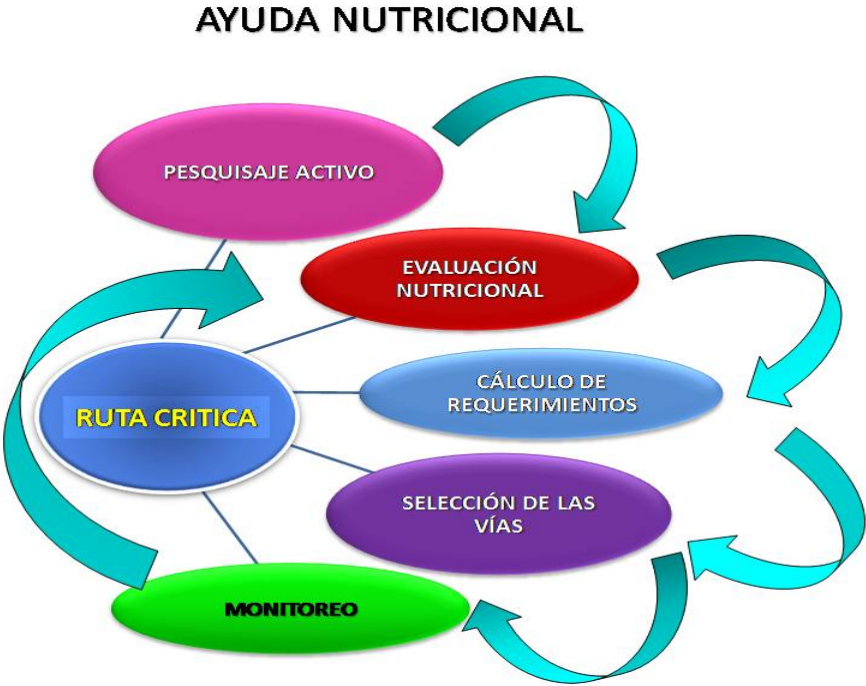 AYUDA NUTRICIONAL
PESQUISAJE ACTIVO
EVALUACIÓN
NUTRICIONAL
CÁLCULO DE
REQUERIMIENTOS
RUTA CRITICA
SELECCIÓN DE LAS
VÍAS
MONITOREO